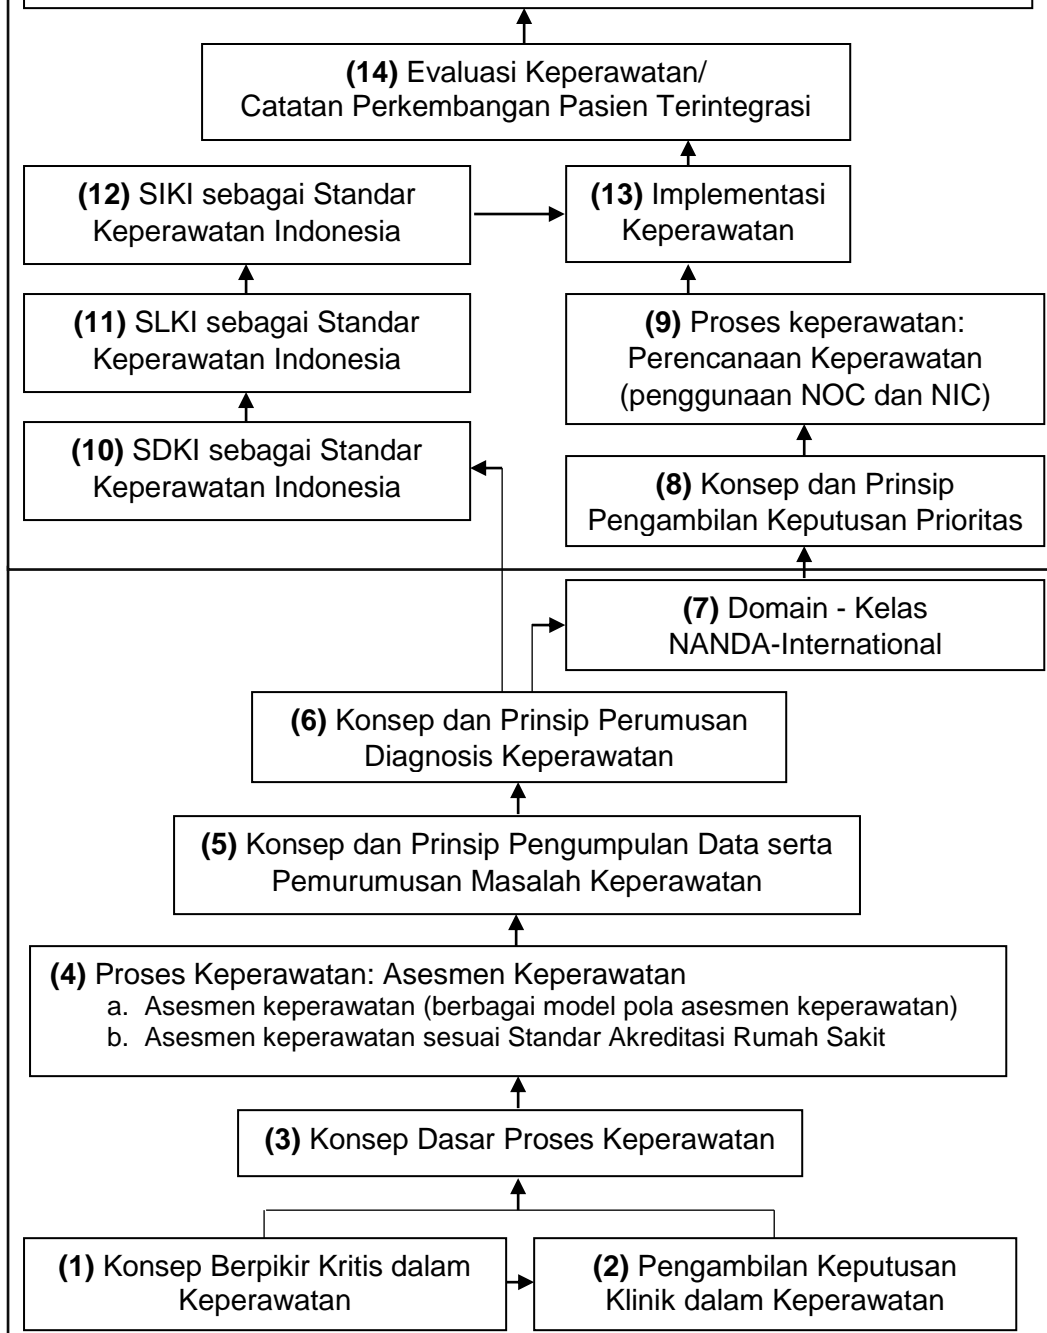 (14) Evaluasi Keperawatan/
Catatan Perkembangan Pasien Terintegrasi
(12) SIKI sebagai Standar
Keperawatan Indonesia
(13) Implementasi
Keperawatan
(11) SLKI sebagai Standar
Keperawatan Indonesia
(9) Proses keperawatan:
Perencanaan Keperawatan
(penggunaan NOC dan NIC)
(10) SDKI sebagai Standar
Keperawatan Indonesia
(8) Konsep dan Prinsip
Pengambilan Keputusan Prioritas
(7) Domain - Kelas
NANDA-International
(6) Konsep dan Prinsip Perumusan
Diagnosis Keperawatan
(5) Konsep dan Prinsip Pengumpulan Data serta
Pemurumusan Masalah Keperawatan
(4) Proses Keperawatan: Asesmen Keperawatan
a. Asesmen keperawatan (berbagai model pola asesmen keperawatan)
b. Asesmen keperawatan sesuai Standar Akreditasi Rumah Sakit
(3) Konsep Dasar Proses Keperawatan
(1) Konsep Berpikir Kritis dalam
Keperawatan
(2) Pengambilan Keputusan
Klinik dalam Keperawatan